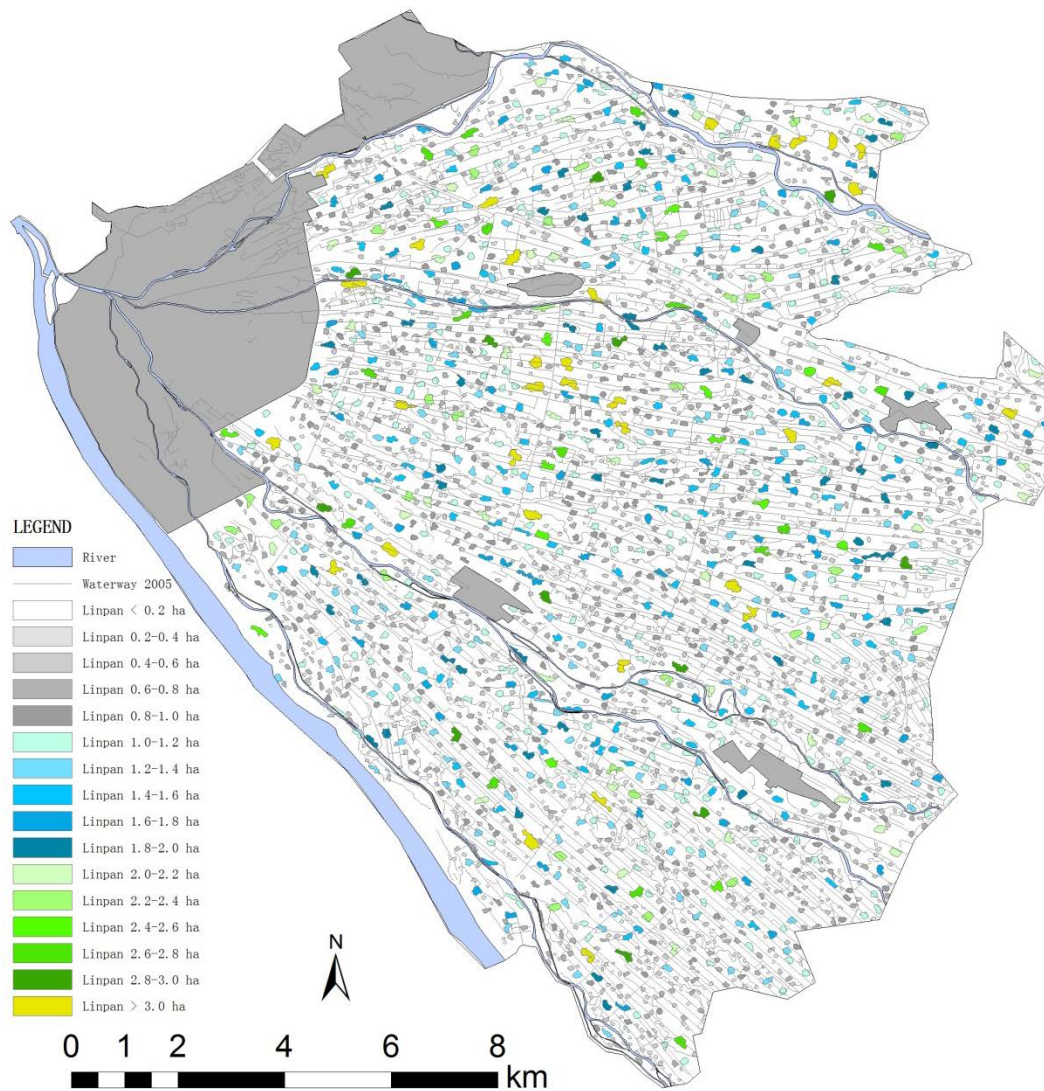 LEGEND
River
Waterway 2005
Linpan < 0.2 ha
Linpan 0.2-0.4 ha
Linpan 0.4-0.6 ha
Linpan 0.6-0.8 ha
Linpan 0.8-1.0 ha
Linpan 1.0-1.2 ha
Linpan 1.2-1.4 ha
Linpan 1.4-1.6 ha
Linpan 1.6-1.8 ha
Linpan 1.8-2.0 ha
Linpan 2.0-2.2 ha
Linpan 2.2-2.4 ha
Linpan 2.4-2.6 ha
Linpan 2.6-2.8 ha
Linpan 2.8-3.0 ha
Linpan > 3.0 ha
N
0 1 2 4 6 8
km